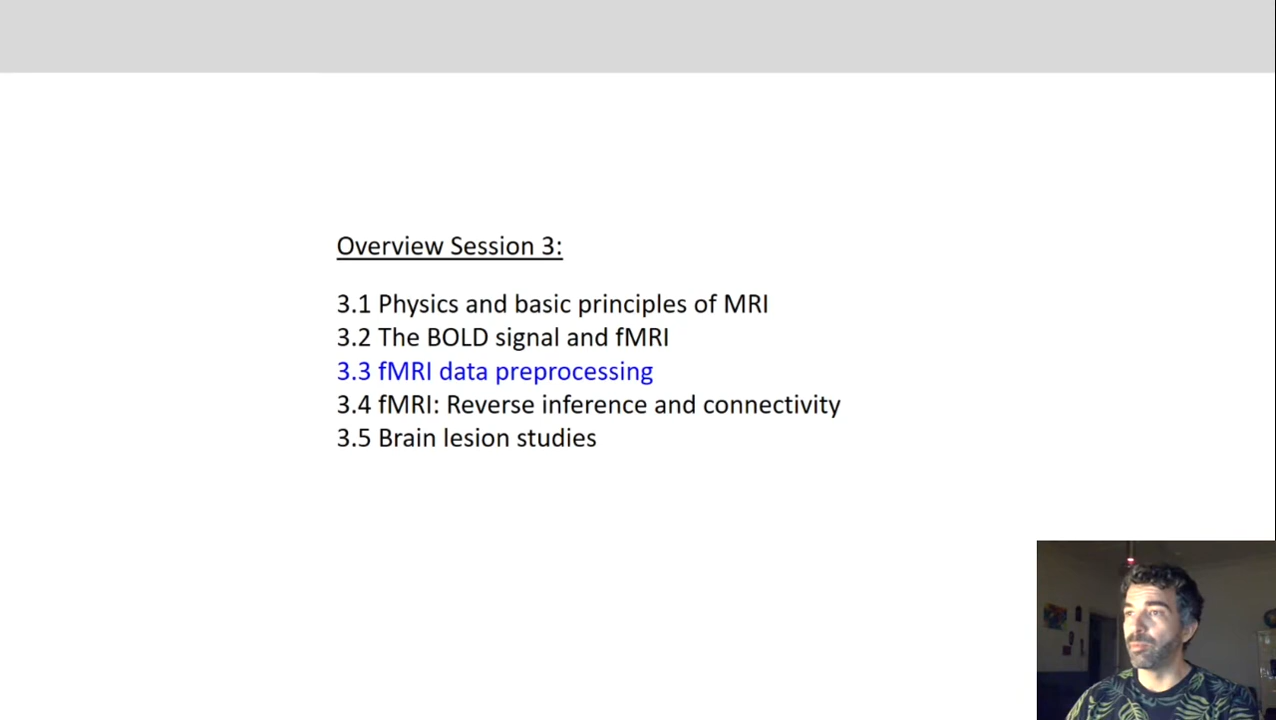 Overview Session 3:
3.1 Physics and basic principles of MRI
3.2 The BOLD signal and fMRI
3.3 fMRI data preprocessing
3.4 fMRI: Reverse inference and connectivity
3.5 Brain lesion studies